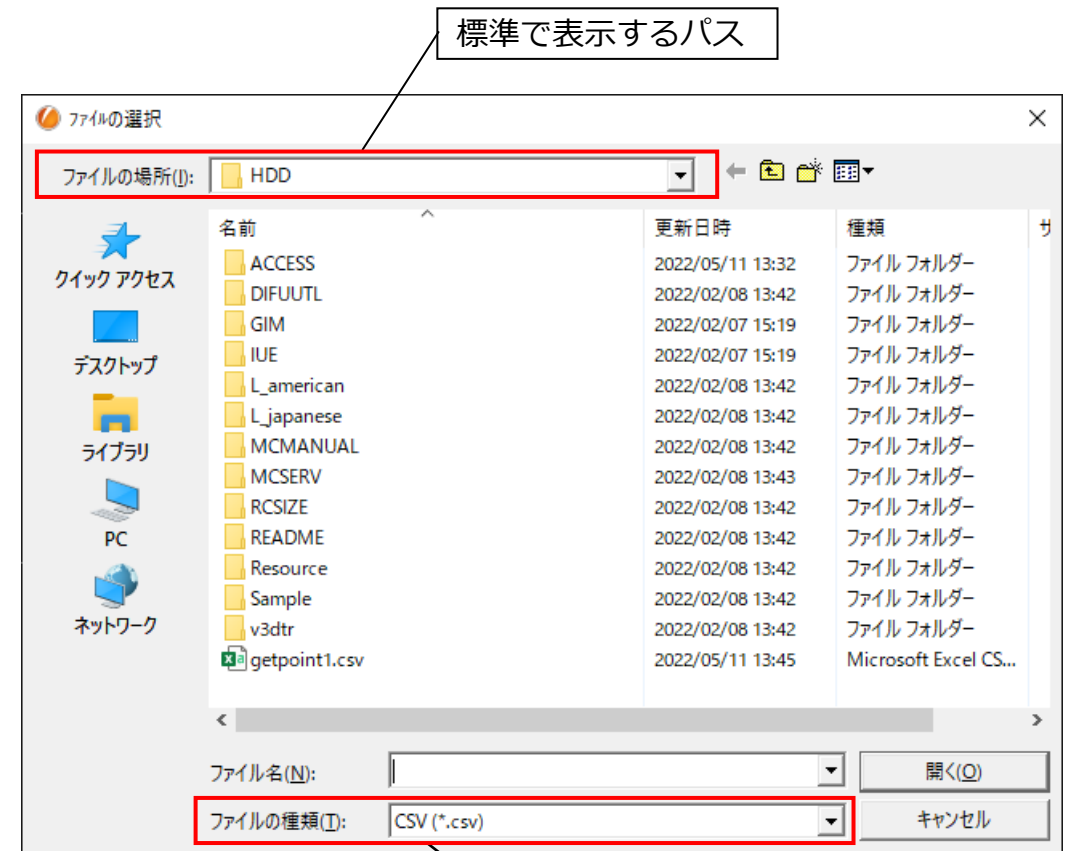 標準で表示するパス
ファイルの選択
ファイルの場所(I): HDD
名前 更新日時 種類 サ
ACCESS 2022/05/11 13:32 ファイル フォルダー
DIFUUTL 2022/02/08 13:42 ファイル フォルダー
GIM 2022/02/07 15:19 ファイル フォルダー
IUE 2022/02/07 15:19 ファイル フォルダー
L_american 2022/02/08 13:42 ファイル フォルダー
L_japanese 2022/02/08 13:42 ファイル フォルダー
MCMANUAL 2022/02/08 13:42 ファイル フォルダー
MCSERV 2022/02/08 13:43 ファイル フォルダー
RCSIZE 2022/02/08 13:42 ファイル フォルダー
README 2022/02/08 13:42 ファイル フォルダー
Resource 2022/02/08 13:42 ファイル フォルダー
Sample 2022/02/08 13:42 ファイル フォルダー
v3dtr 2022/02/08 13:42 ファイル フォルダー
getpoint1.csv 2022/05/11 13:45 Microsoft Excel CS...
クイック アクセス
デスクトップ
ライブラリ
PC
ネットワーク
ファイル名(N): 開く(O)
ファイルの種類(T): CSV (*.csv) キャンセル